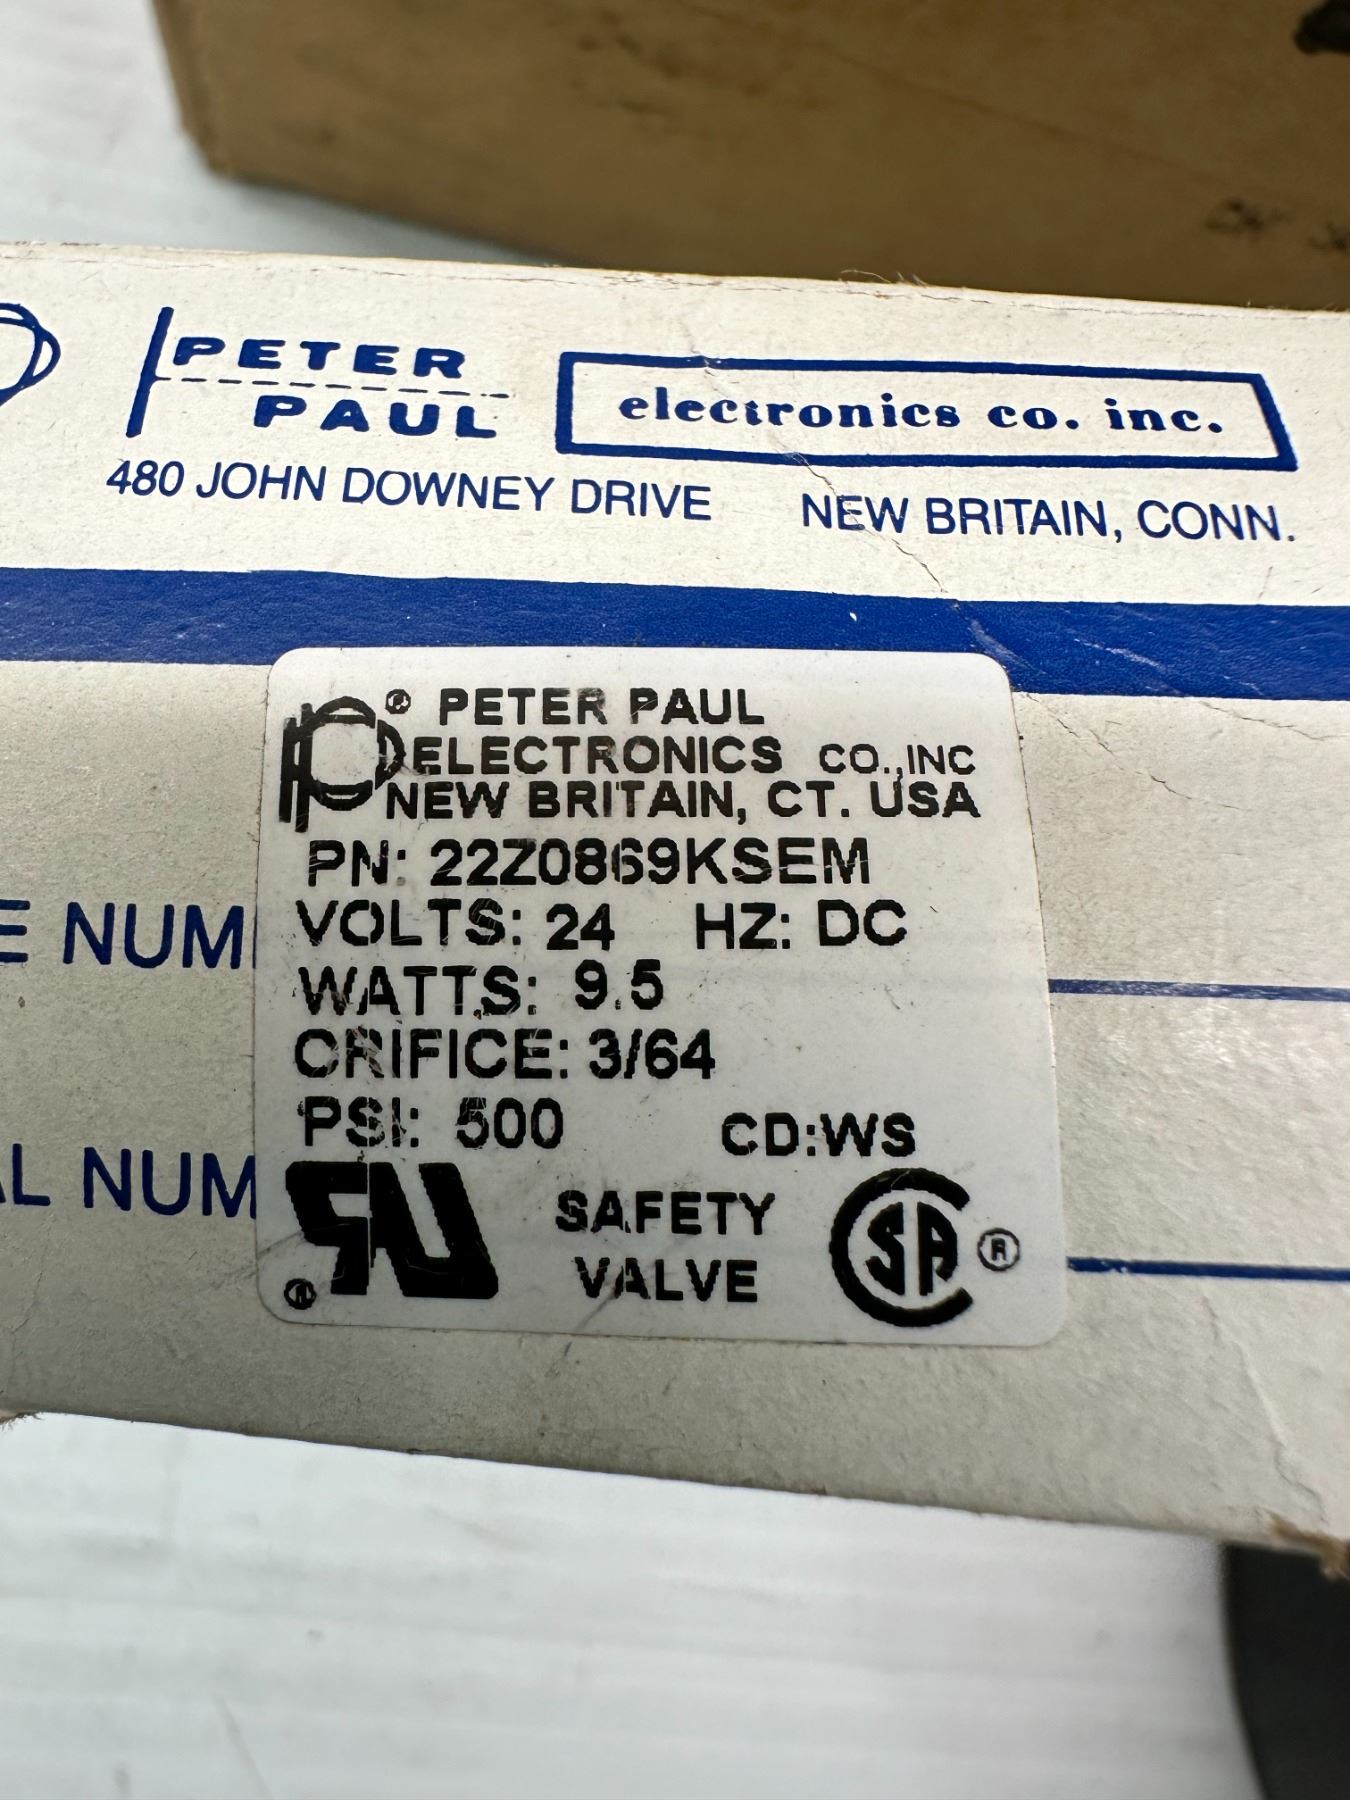 PETER
PAUL
electronics co. inc.
480 JOHN DOWNEY DRIVE NEW BRITAIN, CONN.
® PETER PAUL
ELECTRONICS CO.,INC
NEW BRITAIN, CT. USA
PN: 22Z0869KSEM
E NUM
VOLTS: 24 HZ: DC
WATTS: 9.5
ORIFICE: 3/64
PSI: 500 CD:WS
AL NUM
SAFETY
VALVE
RU ®
SA ®